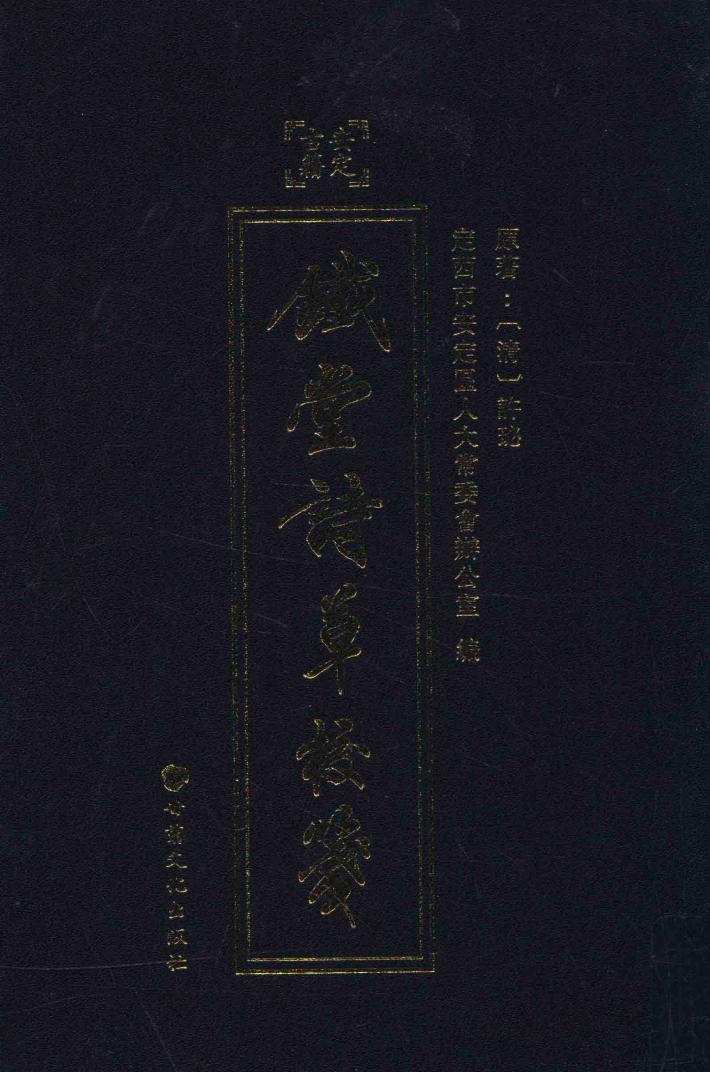 安定
古籍
原著：〔清〕許珌
定西市安定區人大常委會辦公室 編
鐵堂詩草校箋
甘肅文化出版社